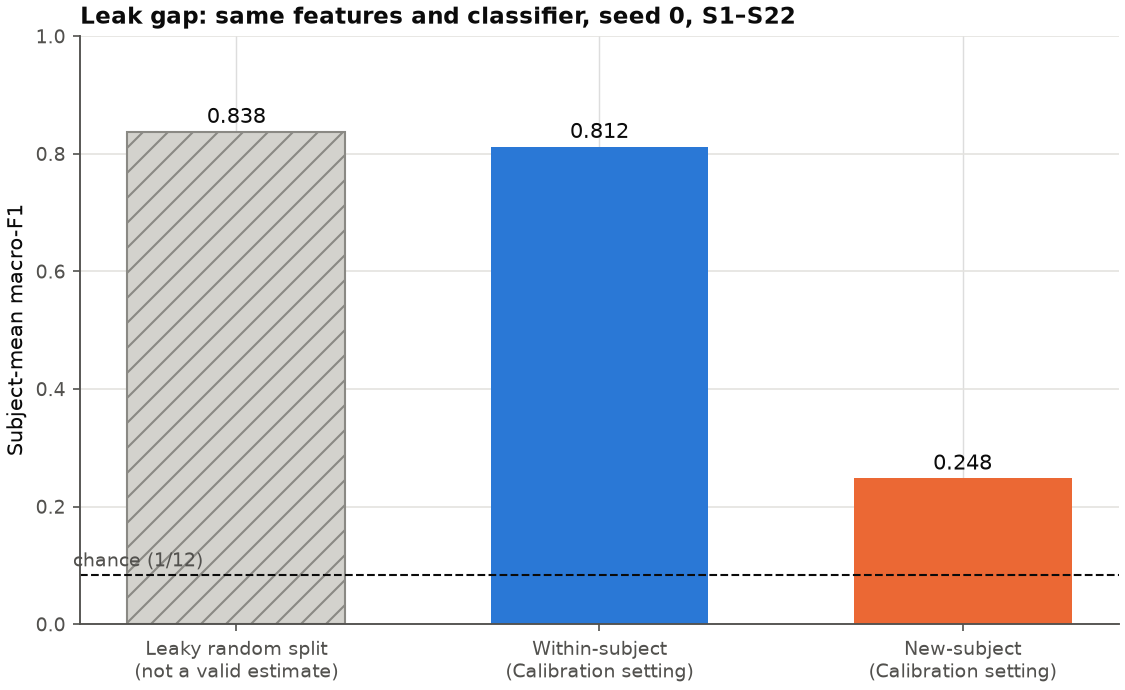 Leak gap: same features and classifier, seed 0, S1–S22
Subject-mean macro-F1
1.0
0.8
0.6
0.4
0.2
0.0
0.838
0.812
0.248
chance (1/12)
Leaky random split
(not a valid estimate)
Within-subject
(Calibration setting)
New-subject
(Calibration setting)